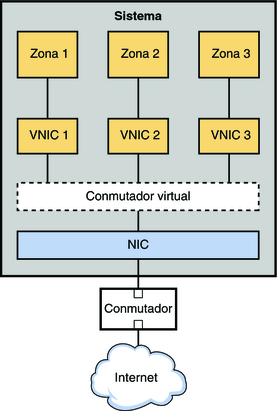 Sistema
Zona 1 Zona 2 Zona 3
VNIC 1 VNIC 2 VNIC 3
Conmutador virtual
NIC
Conmutador
Internet